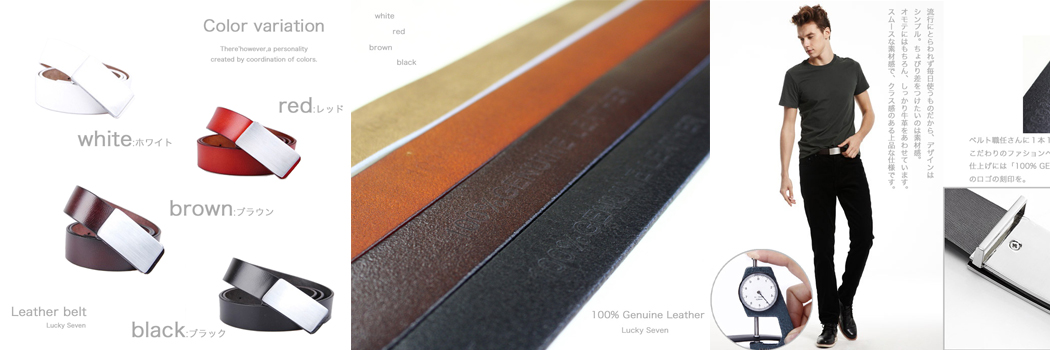 Color variation
There'however,a personality
created by coordination of colors.
red:レッド
white:ホワイト
brown:ブラウン
black:ブラック
Leather belt
Lucky Seven
white
red
brown
black
100% Genuine Leather
Lucky Seven
流行にとらわれず毎日使うものだから、デザインは
シンプル。ちょぴり差をつけたいのは素材感。
オモテにはもちろん、しっかり牛革をあわせています。
スムースな素材感で、クラス感のある上品な仕様です。
ベルト職任さんに1本1
こだわりのファッションベ
仕上げには「100% GE
のロゴの刻印を。